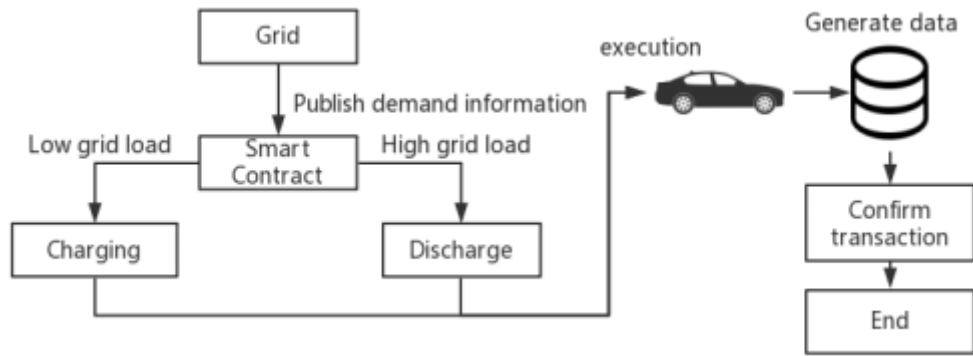 Grid
Publish demand information
Low grid load
Smart
Contract
High grid load
Charging
Discharge
execution
Generate data
Confirm
transaction
End